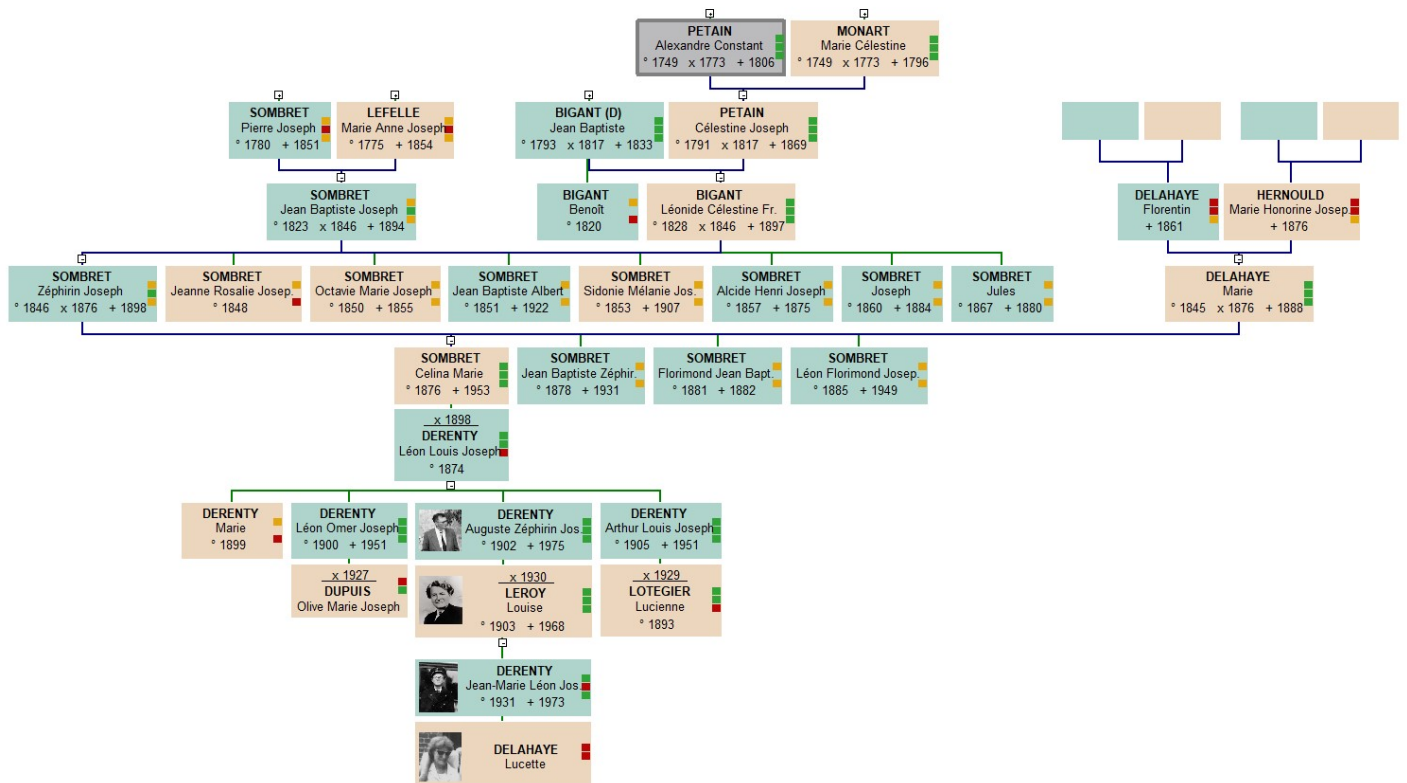 PETAIN
Alexandre Constant
° 1749 x 1773 + 1806
MONART
Marie Célestine
° 1749 x 1773 + 1796
SOMBRET
Pierre Joseph
° 1780 + 1851
LEFELLE
Marie Anne Joseph
° 1775 + 1854
BIGANT (D)
Jean Baptiste
° 1793 x 1817 + 1833
PETAIN
Célestine Joseph
° 1791 x 1817 + 1869
SOMBRET
Jean Baptiste Joseph
° 1823 x 1846 + 1894
BIGANT
Benoît
° 1820
BIGANT
Léonide Célestine Fr.
° 1828 x 1846 + 1897
DELAHAYE
Florentin
+ 1861
HERNOULD
Marie Honorine Josep.
+ 1876
SOMBRET
Zéphirin Joseph
° 1846 x 1876 + 1898
SOMBRET
Jeanne Rosalie Josep.
° 1848
SOMBRET
Octavie Marie Joseph
° 1850 + 1855
SOMBRET
Jean Baptiste Albert
° 1851 + 1922
SOMBRET
Sidonie Mélanie Jos.
° 1853 + 1907
SOMBRET
Alcide Henri Joseph
° 1857 + 1875
SOMBRET
Joseph
° 1860 + 1884
SOMBRET
Jules
° 1867 + 1880
DELAHAYE
Marie
° 1845 x 1876 + 1888
SOMBRET
Celina Marie
° 1876 + 1953
SOMBRET
Jean Baptiste Zéphir.
° 1878 + 1931
SOMBRET
Florimond Jean Bapt.
° 1881 + 1882
SOMBRET
Léon Florimond Josep.
° 1885 + 1949
x 1898
DERENTY
Léon Louis Joseph
° 1874
DERENTY
Marie
° 1899
DERENTY
Léon Omer Joseph
° 1900 + 1951
DERENTY
Auguste Zéphirin Jos.
° 1902 + 1975
DERENTY
Arthur Louis Joseph
° 1905 + 1951
x 1927
DUPUIS
Olive Marie Joseph
x 1930
LEROY
Louise
° 1903 + 1968
x 1929
LOTEGIER
Lucienne
° 1893
DERENTY
Jean-Marie Léon Jos.
° 1931 + 1973
DELAHAYE
Lucette